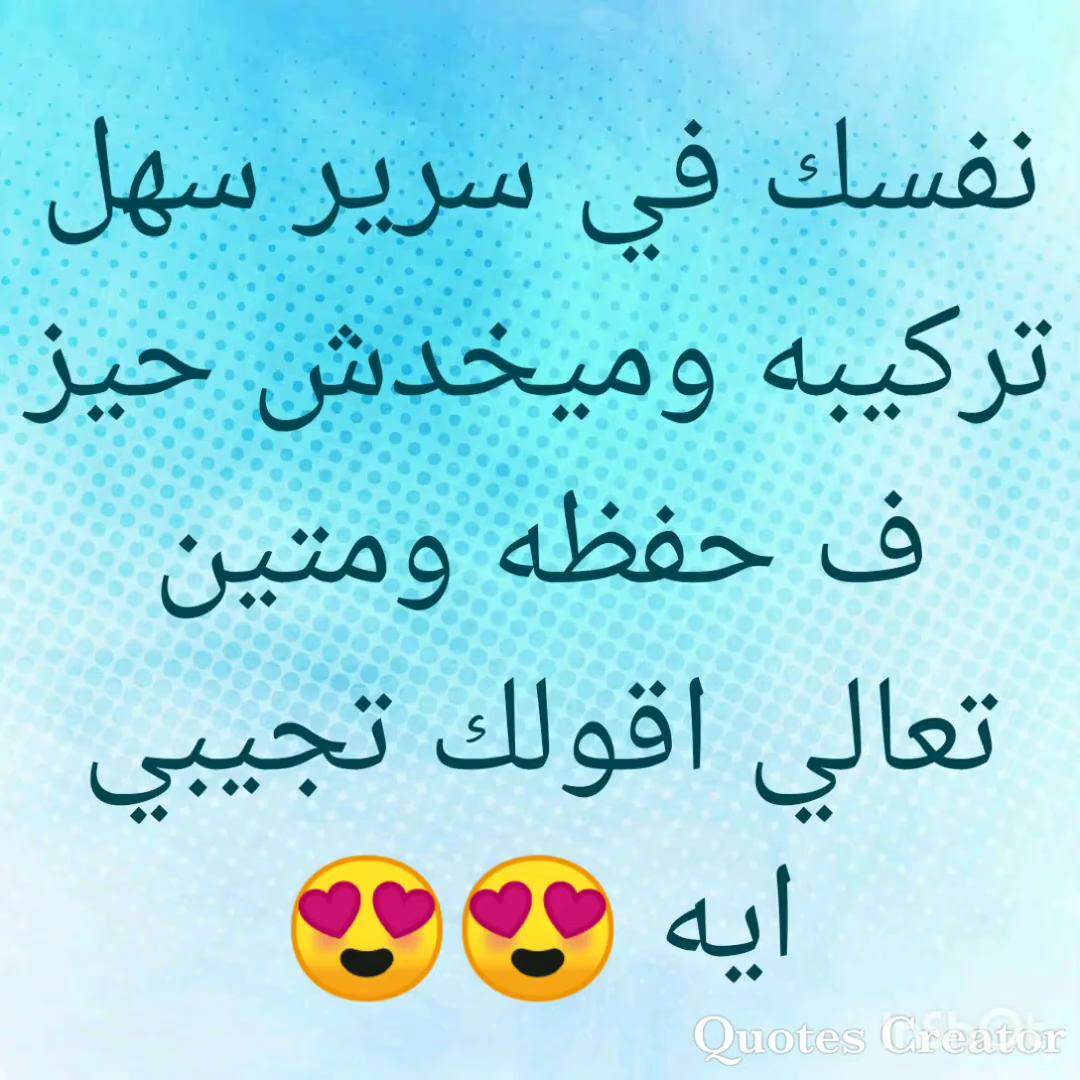 نفسك في سرير سهل
تركيبه وميخدش حيز
ف حفظه ومتين
تعالي اقولك تجيبي
ايه 😍😍
Quotes Creator